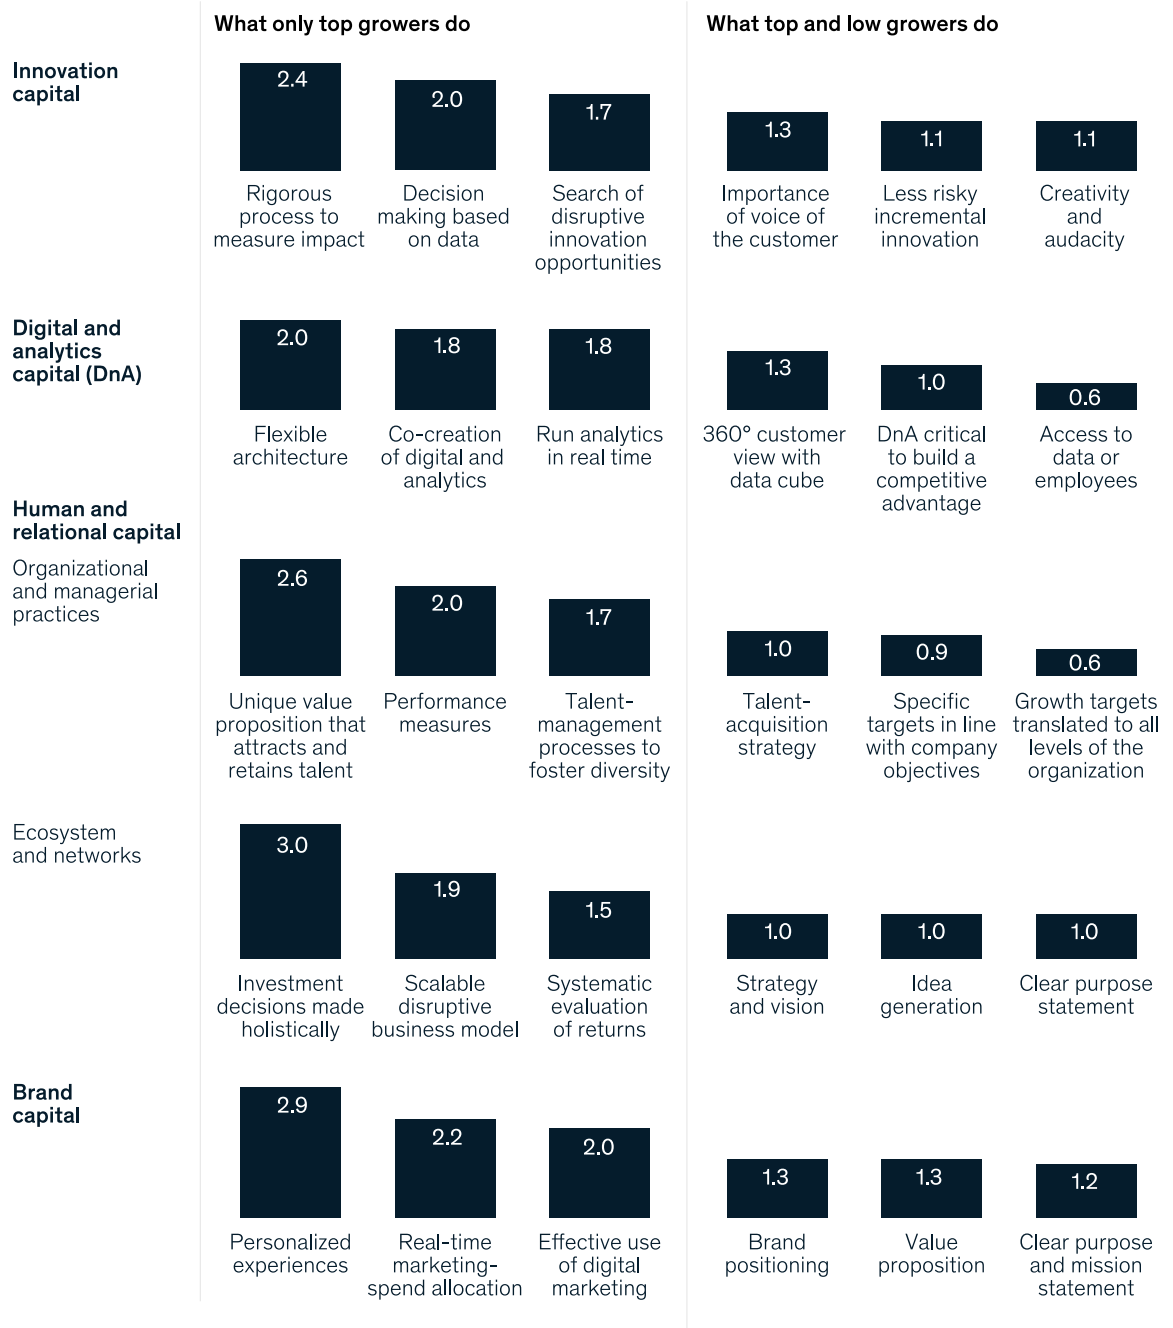 What only top growers do
What top and low growers do
Innovation
capital
2.4
2.0
1.7
1.3
1.1
1.1
Rigorous
process to
measure impact
Decision
making based
on data
Search of
disruptive
innovation
opportunities
Importance
of voice of
the customer
Less risky
incremental
innovation
Creativity
and
audacity
Digital and
analytics
capital (DnA)
2.0
1.8
1.8
1.3
1.0
0.6
Flexible
architecture
Co-creation
of digital and
analytics
Run analytics
in real time
360° customer
view with
data cube
DnA critical
to build a
competitive
advantage
Access to
data or
employees
Human and
relational capital
Organizational
and managerial
practices
2.6
2.0
1.7
1.0
0.9
0.6
Unique value
proposition that
attracts and
retains talent
Performance
measures
Talent-
management
processes to
foster diversity
Talent-
acquisition
strategy
Specific
targets in line
with company
objectives
Growth targets
translated to all
levels of the
organization
Ecosystem
and networks
3.0
1.9
1.5
1.0
1.0
1.0
Investment
decisions made
holistically
Scalable
disruptive
business model
Systematic
evaluation
of returns
Strategy
and vision
Idea
generation
Clear purpose
statement
Brand
capital
2.9
2.2
2.0
1.3
1.3
1.2
Personalized
experiences
Real-time
marketing-
spend allocation
Effective use
of digital
marketing
Brand
positioning
Value
proposition
Clear purpose
and mission
statement